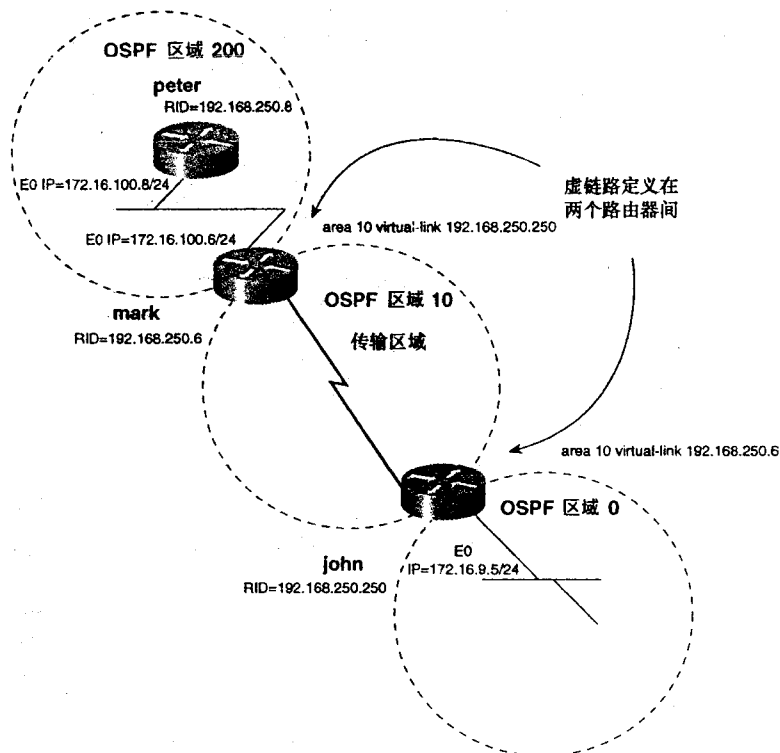 OSPF 区域 200
peter
RID=192.168.250.8
E0 IP=172.16.100.8/24
虚链路定义在
两个路由器间
E0 IP=172.16.100.6/24
area 10 virtual-link 192.168.250.250
OSPF 区域 10
传输区域
mark
RID=192.168.250.6
area 10 virtual-link 192.168.250.6
OSPF 区域 0
john
RID=192.168.250.250
E0
IP=172.16.9.5/24